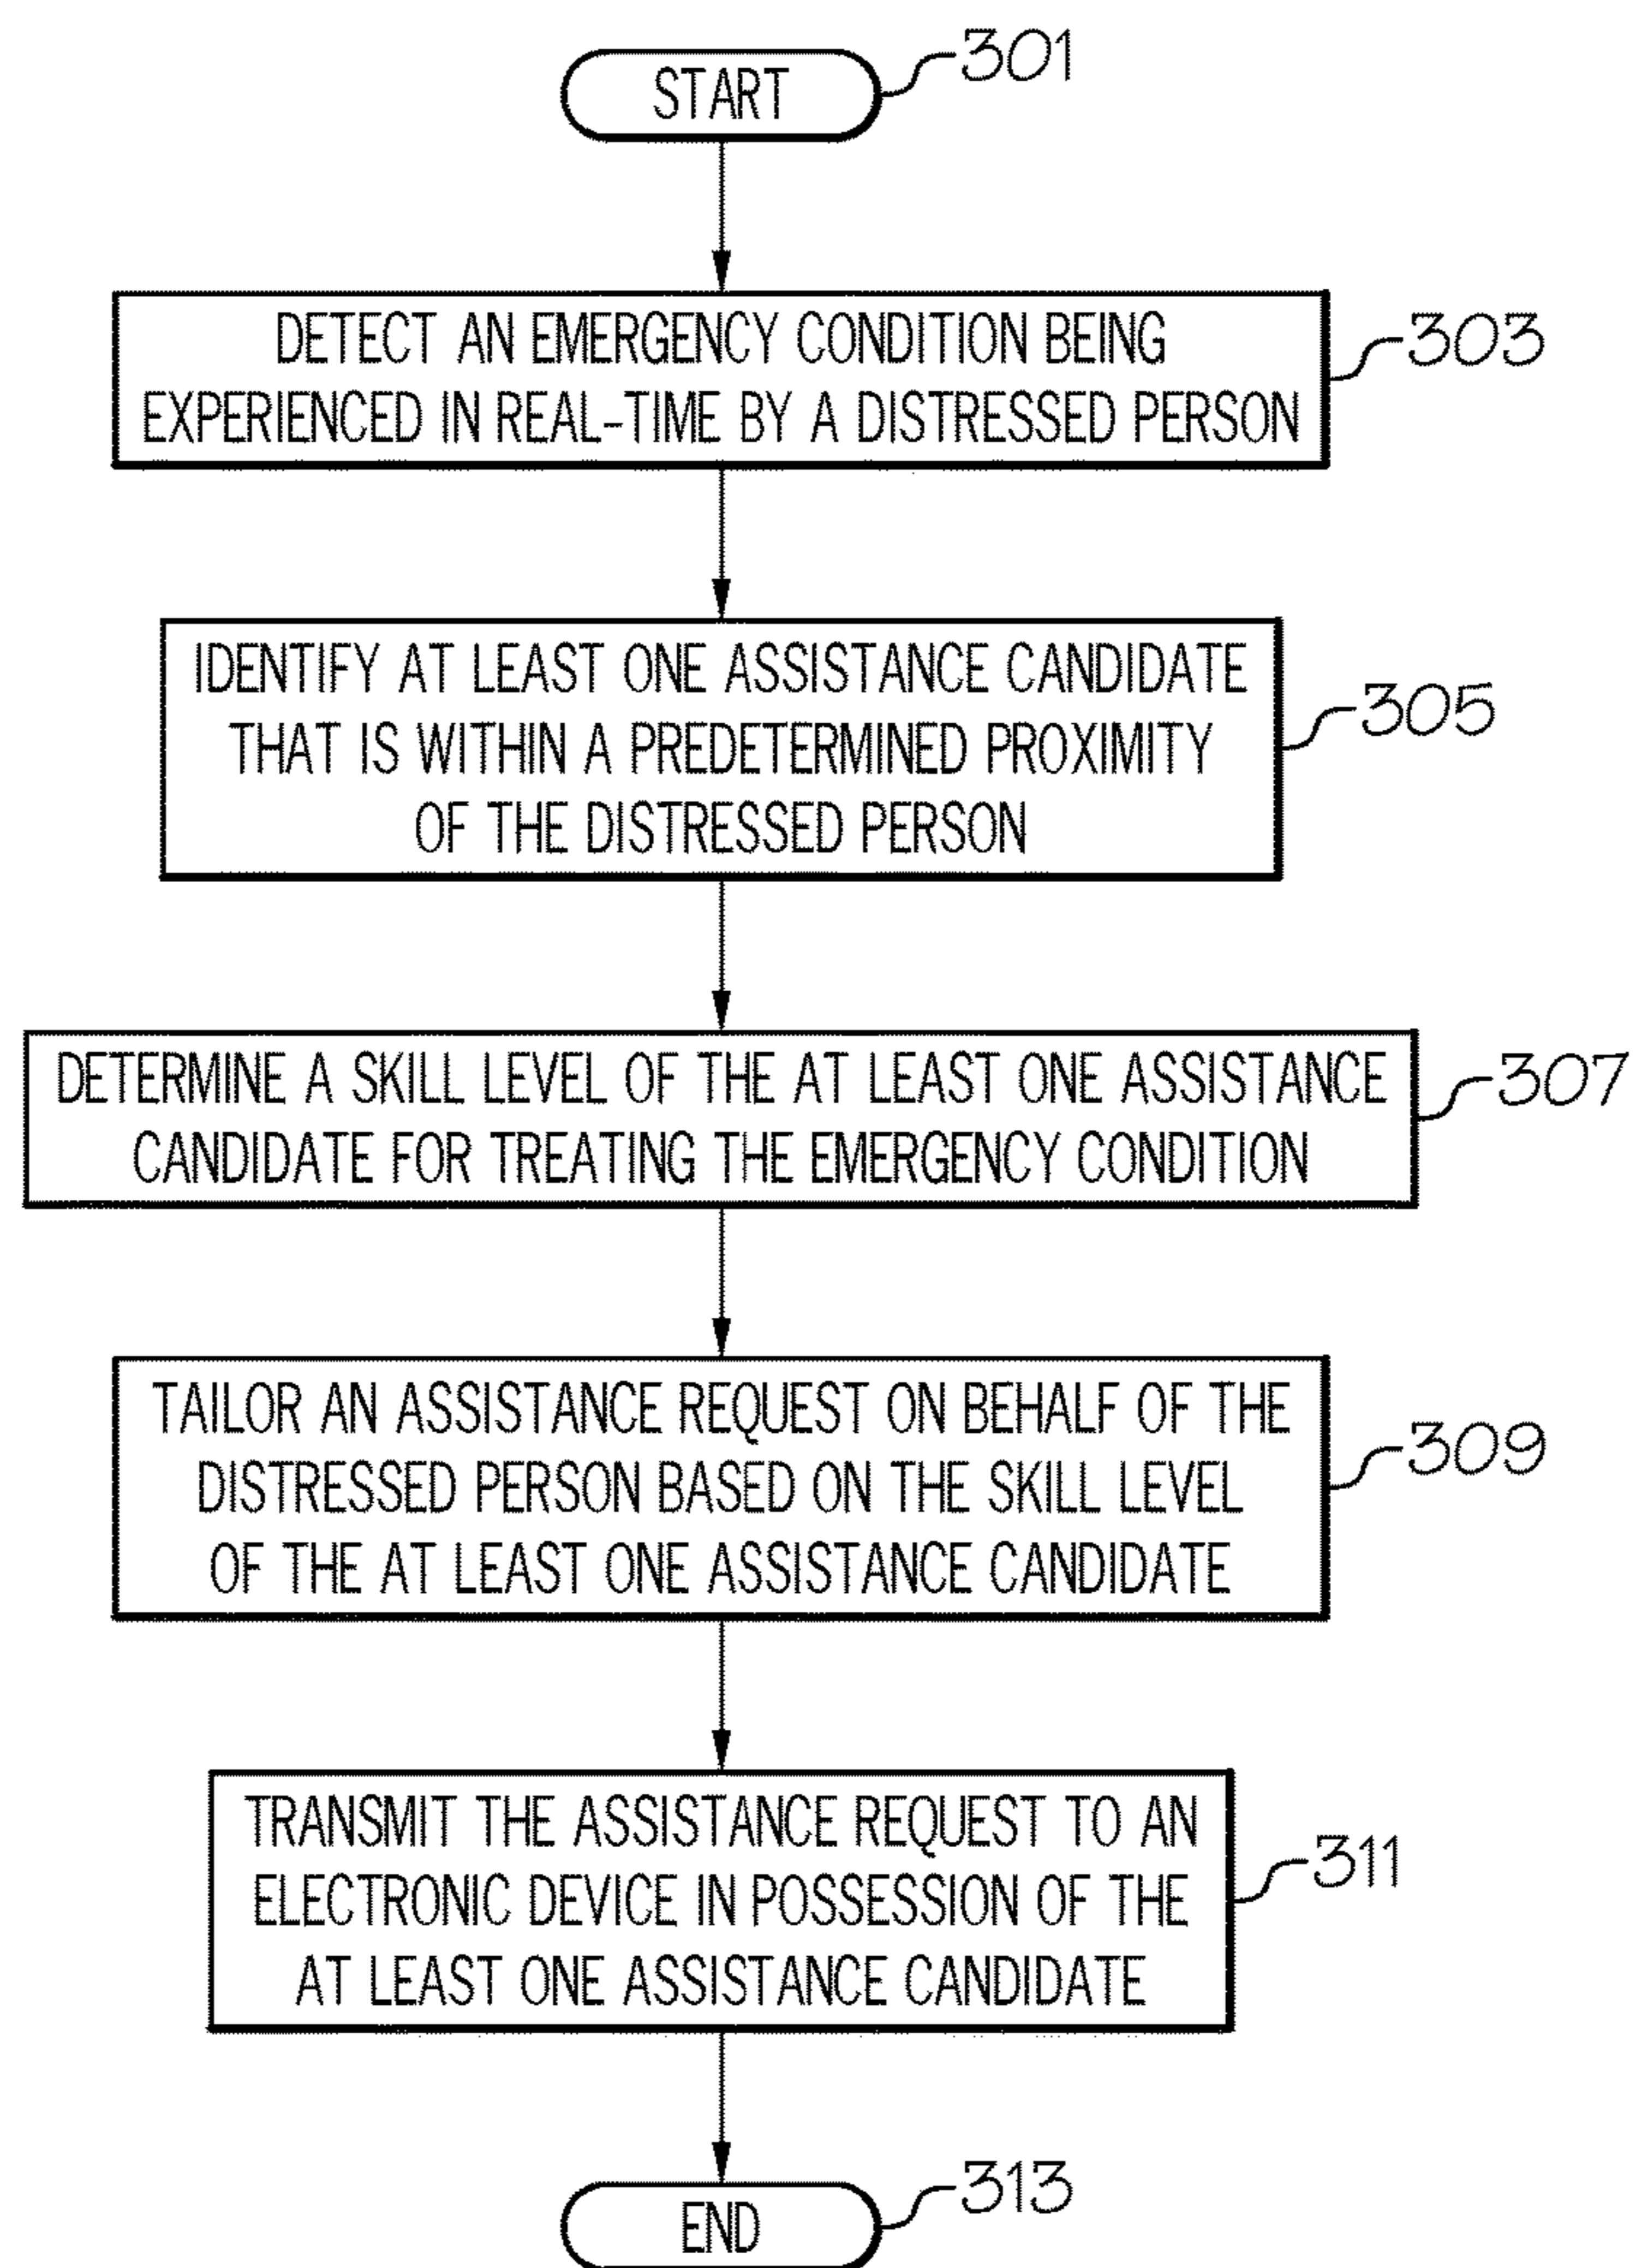 START
301
DETECT AN EMERGENCY CONDITION BEING
EXPERIENCED IN REAL-TIME BY A DISTRESSED PERSON
303
IDENTIFY AT LEAST ONE ASSISTANCE CANDIDATE
THAT IS WITHIN A PREDETERMINED PROXIMITY
OF THE DISTRESSED PERSON
305
DETERMINE A SKILL LEVEL OF THE AT LEAST ONE ASSISTANCE
CANDIDATE FOR TREATING THE EMERGENCY CONDITION
307
TAILOR AN ASSISTANCE REQUEST ON BEHALF OF THE
DISTRESSED PERSON BASED ON THE SKILL LEVEL
OF THE AT LEAST ONE ASSISTANCE CANDIDATE
309
TRANSMIT THE ASSISTANCE REQUEST TO AN
ELECTRONIC DEVICE IN POSSESSION OF THE
AT LEAST ONE ASSISTANCE CANDIDATE
311
END
313